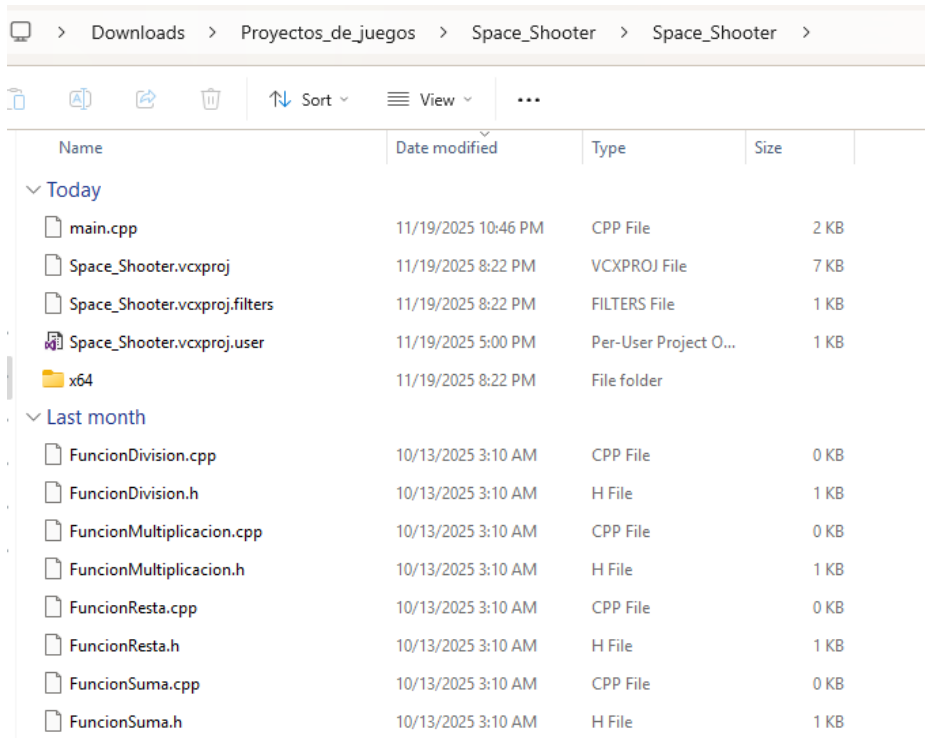 > Downloads > Proyectos_de_juegos > Space_Shooter > Space_Shooter >
Sort View ...
Name Date modified Type Size
Today
main.cpp 11/19/2025 10:46 PM CPP File 2 KB
Space_Shooter.vcxproj 11/19/2025 8:22 PM VCXPROJ File 7 KB
Space_Shooter.vcxproj.filters 11/19/2025 8:22 PM FILTERS File 1 KB
Space_Shooter.vcxproj.user 11/19/2025 5:00 PM Per-User Project O... 1 KB
x64 11/19/2025 8:22 PM File folder
Last month
FuncionDivision.cpp 10/13/2025 3:10 AM CPP File 0 KB
FuncionDivision.h 10/13/2025 3:10 AM H File 1 KB
FuncionMultiplicacion.cpp 10/13/2025 3:10 AM CPP File 0 KB
FuncionMultiplicacion.h 10/13/2025 3:10 AM H File 1 KB
FuncionResta.cpp 10/13/2025 3:10 AM CPP File 0 KB
FuncionResta.h 10/13/2025 3:10 AM H File 1 KB
FuncionSuma.cpp 10/13/2025 3:10 AM CPP File 0 KB
FuncionSuma.h 10/13/2025 3:10 AM H File 1 KB